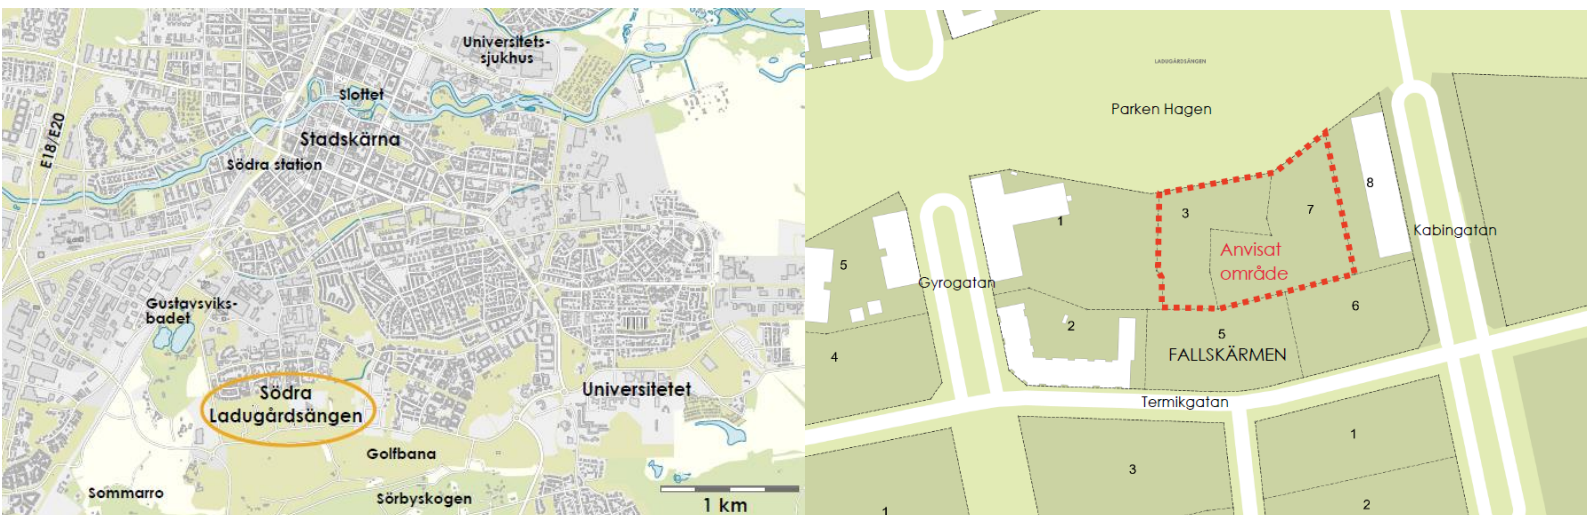 Universitets-
sjukhus
Slottet
E18/E20
Stadskärna
Södra station
Gustavsviks-
badet
Södra
Ladugårdsängen
Universitetet
Golfbana
Sommarro
Sörbyskogen
1 km
LADUGÅRDSÄNGEN
Parken Hagen
1
3
7
8
Kabingatan
Anvisat
område
5
Gyrogatan
6
2
5
FALLSKÄRMEN
4
Termikgatan
1
3
2
1